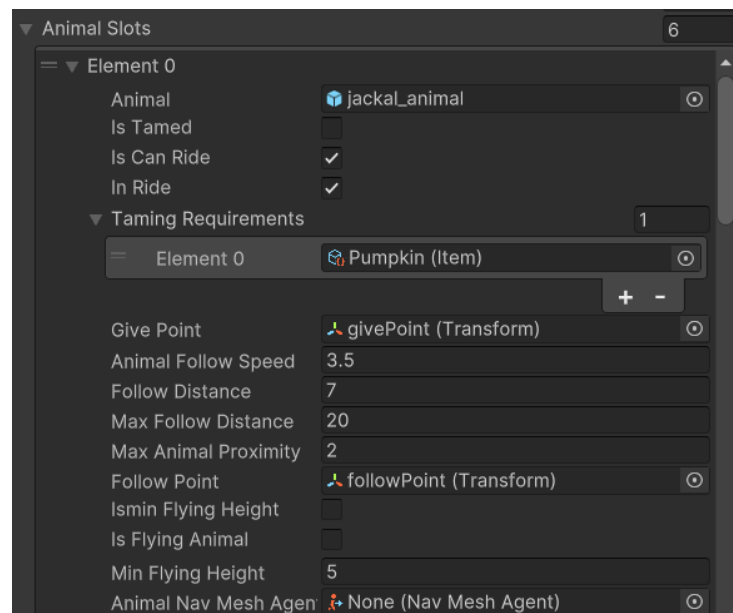 Animal Slots 6
Element 0
Animal jackal_animal
Is Tamed
Is Can Ride
In Ride
Taming Requirements 1
Element 0 Pumpkin (Item)
+ -
Give Point givePoint (Transform)
Animal Follow Speed 3.5
Follow Distance 7
Max Follow Distance 20
Max Animal Proximity 2
Follow Point followPoint (Transform)
Ismin Flying Height
Is Flying Animal
Min Flying Height 5
Animal Nav Mesh Agen None (Nav Mesh Agent)